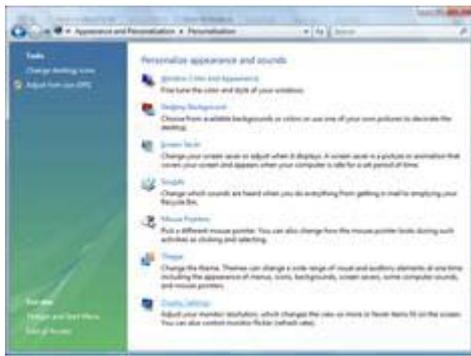 Appearance and Personalization ▸ Personalization
Search
Tasks
Change desktop icons
Adjust font size (DPI)
Personalize appearance and sounds
Window Color and Appearance
Fine tune the color and style of your windows.
Desktop Background
Choose from available backgrounds or colors or use one of your own pictures to decorate the
desktop.
Screen Saver
Change your screen saver or adjust when it displays. A screen saver is a picture or animation that
covers your screen and appears when your computer is idle for a set period of time.
Sounds
Change which sounds are heard when you do everything from getting e-mail to emptying your
Recycle Bin.
Mouse Pointers
Pick a different mouse pointer. You can also change how the mouse pointer looks during such
activities as clicking and selecting.
Theme
Change the theme. Themes can change a wide range of visual and auditory elements at one time
including the appearance of menus, icons, backgrounds, screen savers, some computer sounds,
and mouse pointers.
Display Settings
Adjust your monitor resolution, which changes the view so more or fewer items fit on the screen.
You can also control monitor flicker (refresh rate).
See also
Taskbar and Start Menu
Ease of Access